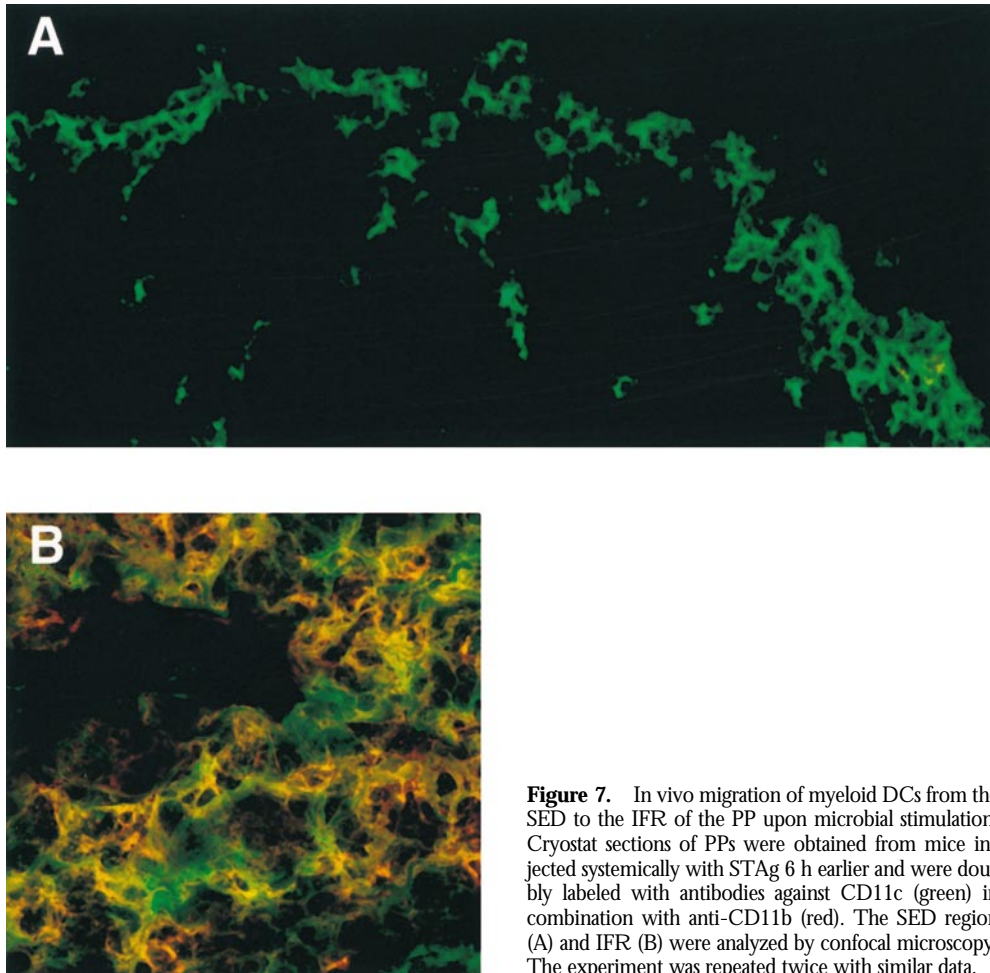 A
B
Figure 7. In vivo migration of myeloid DCs from th
SED to the IFR of the PP upon microbial stimulation
Cryostat sections of PPs were obtained from mice in
jected systemically with STAg 6 h earlier and were dou
bly labeled with antibodies against CD11c (green) in
combination with anti-CD11b (red). The SED region
(A) and IFR (B) were analyzed by confocal microscopy
The experiment was repeated twice with similar data.